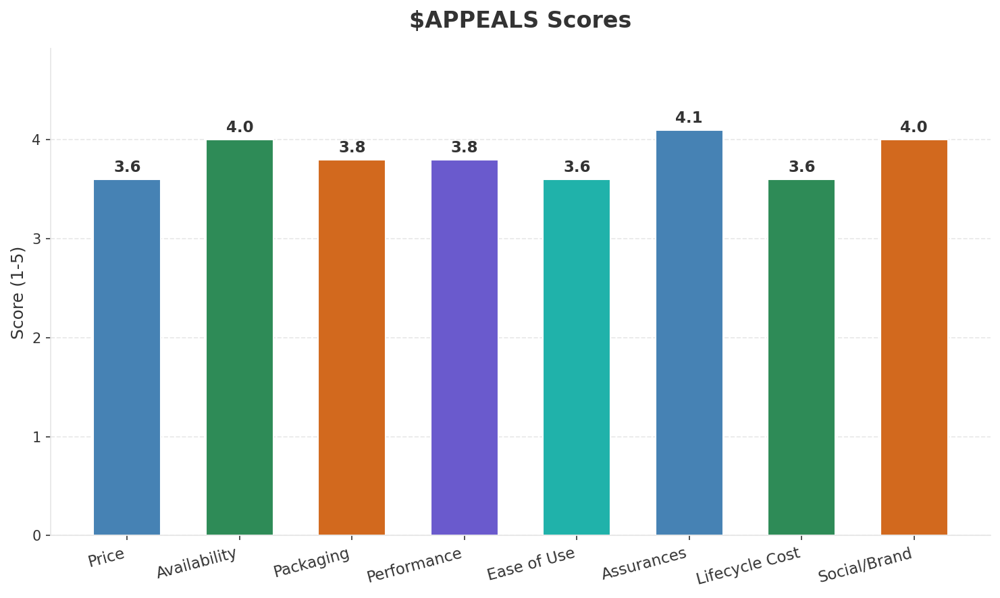 $APPEALS Scores
Score (1-5)
4
3
2
1
0
3.6
4.0
3.8
3.8
3.6
4.1
3.6
4.0
Price
Availability
Packaging
Performance
Ease of Use
Assurances
Lifecycle Cost
Social/Brand